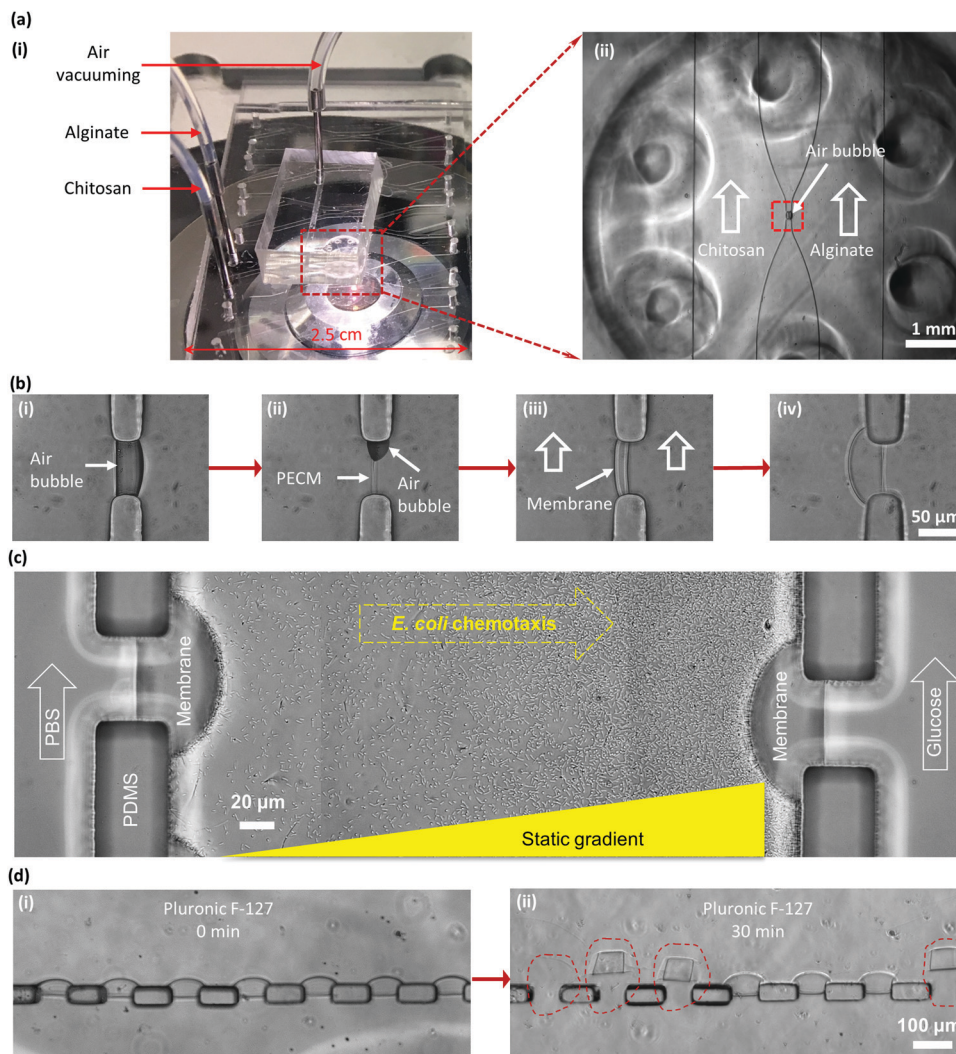 (a)
(i)
Air
vacuuming
Alginate
Chitosan
2.5 cm
(ii)
Air bubble
Chitosan
Alginate
1 mm
(b)
(i)
Air
bubble
(ii)
PECM
Air
bubble
(iii)
Membrane
(iv)
50 µm
(c)
PBS
PDMS
Membrane
E. coli chemotaxis
20 µm
Static gradient
Membrane
Glucose
(d)
(i)
Pluronic F-127
0 min
(ii)
Pluronic F-127
30 min
100 µm